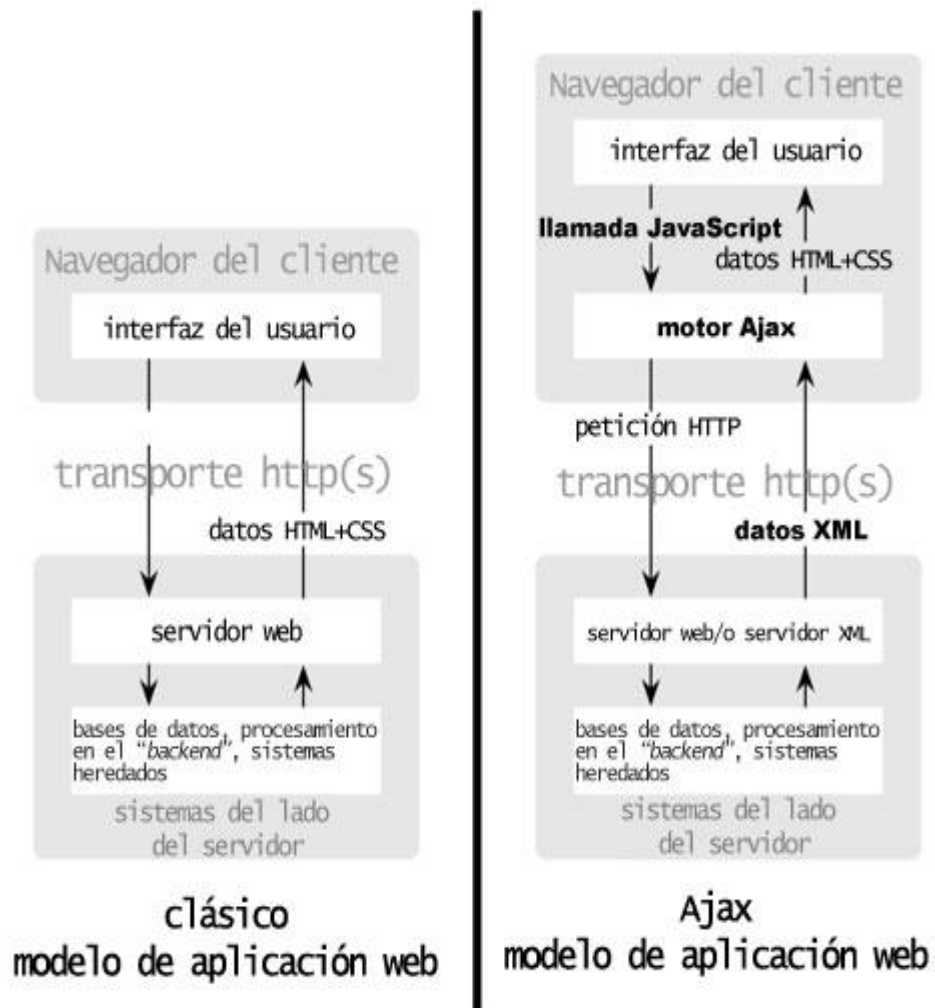 Navegador del cliente
interfaz del usuario
transporte http(s)
datos HTML+CSS
servidor web
bases de datos, procesamiento
en el "backend", sistemas
heredados
sistemas del lado
del servidor
clásico
modelo de aplicación web
Navegador del cliente
interfaz del usuario
llamada JavaScript
datos HTML+CSS
motor Ajax
petición HTTP
transporte http(s)
datos XML
servidor web/o servidor XML
bases de datos, procesamiento
en el "backend", sistemas
heredados
sistemas del lado
del servidor
Ajax
modelo de aplicación web